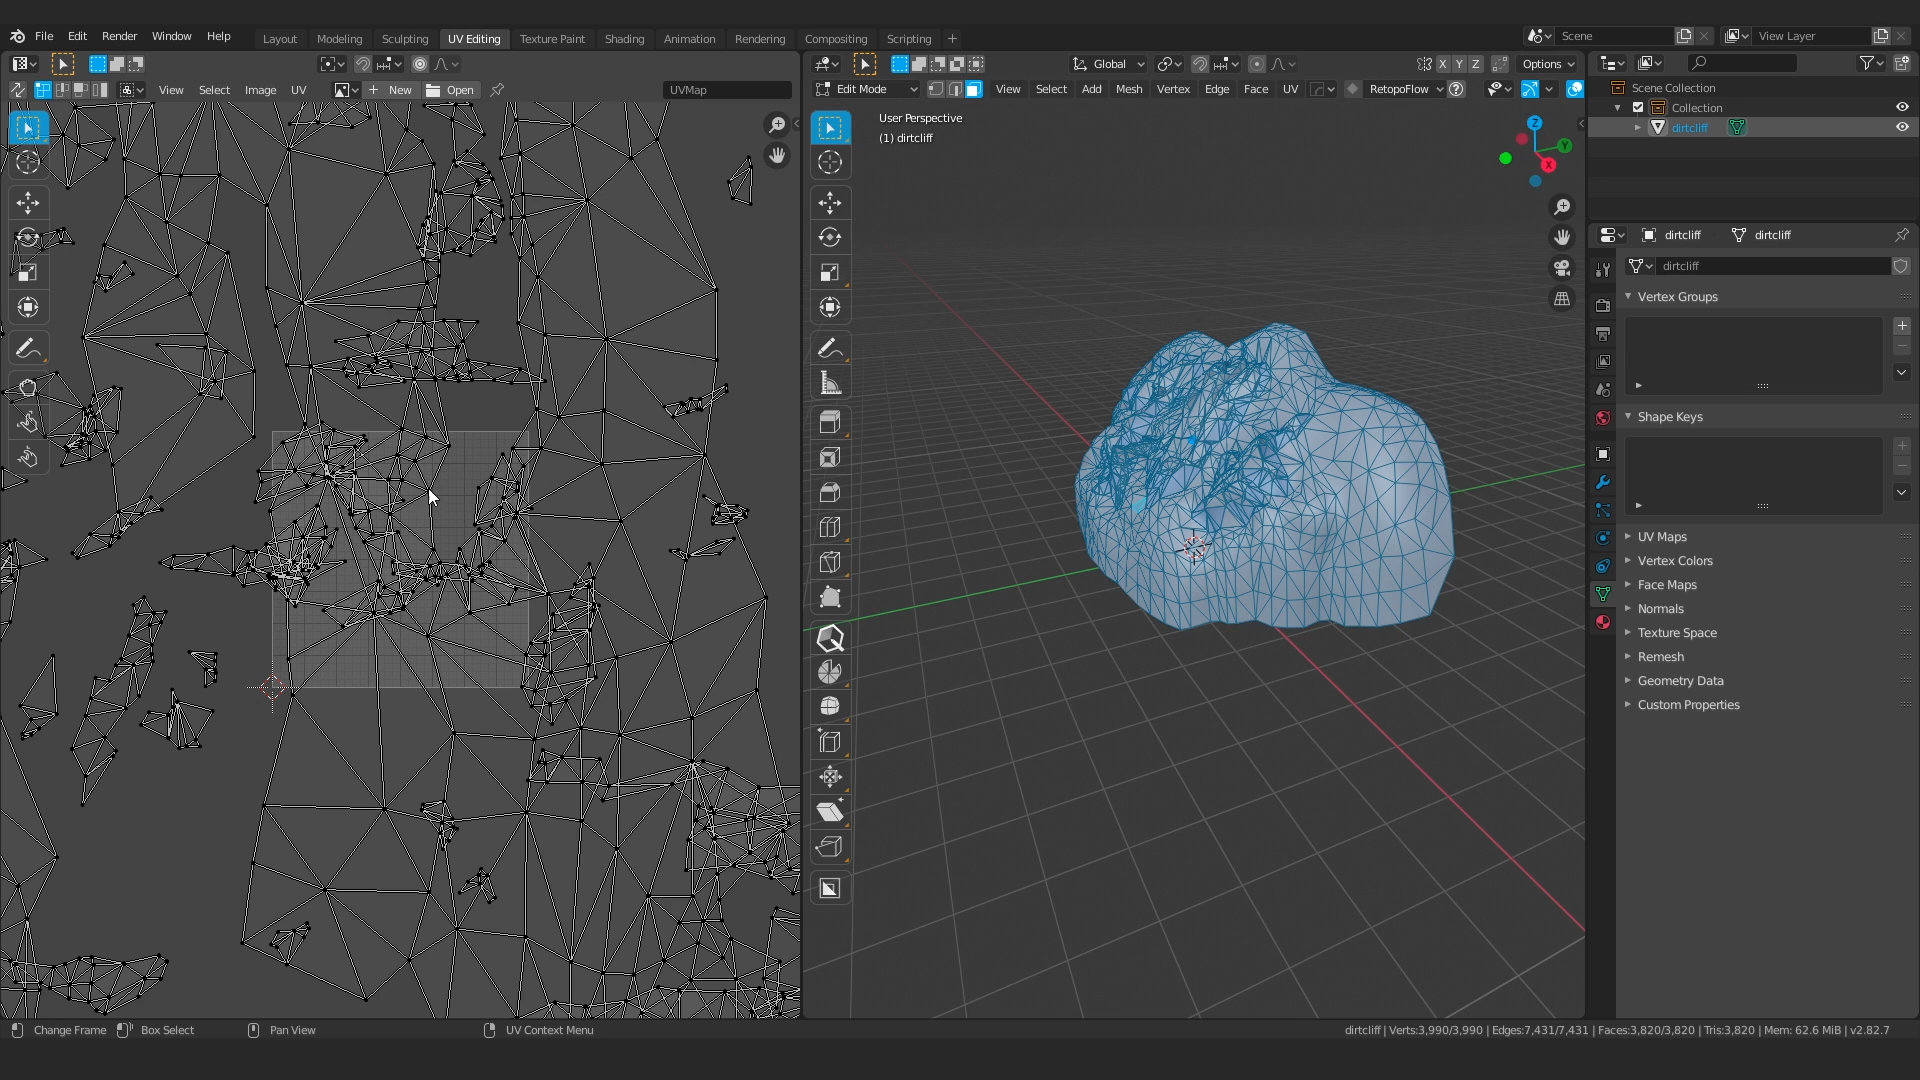 File Edit Render Window Help
Layout Modeling Sculpting UV Editing Texture Paint Shading Animation Rendering Compositing Scripting +
Scene
View Layer
Global
X Y Z
Options
View Select Image UV
New
Open
UVMap
Edit Mode
View Select Add Mesh Vertex Edge Face UV
RetopoFlow
User Perspective
(1) dirtcliff
Z
Y
X
Scene Collection
Collection
dirtcliff
dirtcliff
dirtcliff
dirtcliff
Vertex Groups
Shape Keys
UV Maps
Vertex Colors
Face Maps
Normals
Texture Space
Remesh
Geometry Data
Custom Properties
Change Frame
Box Select
Pan View
UV Context Menu
dirtcliff | Verts:3,990/3,990 | Edges:7,431/7,431 | Faces:3,820/3,820 | Tris:3,820 | Mem: 62.6 MiB | v2.82.7